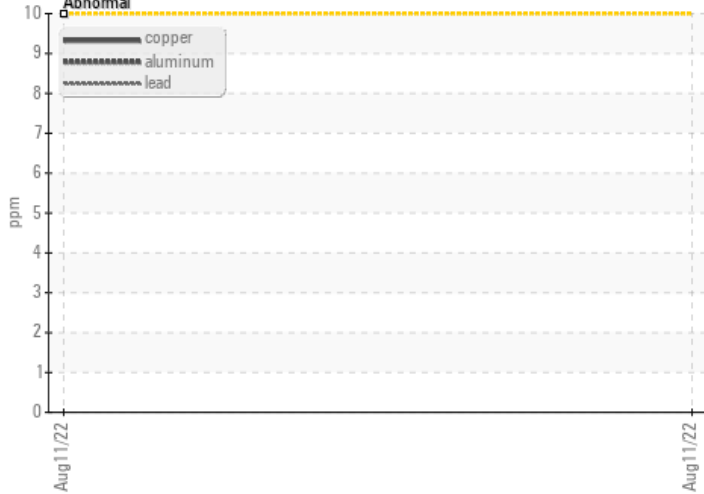 Abnormal
10
copper
9
aluminum
lead
8
7
6
ppm
5
4
3
2
1
0
Aug11/22
Aug11/22